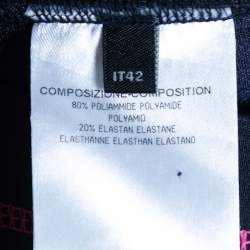 IT42
COMPOSIZIONE-COMPOSITION
80% POLIAMMIDE POLYAMIDE
POLYAMID
20% ELASTAN ELASTANE
ELASTHANNE ELASTHAN ELASTANO